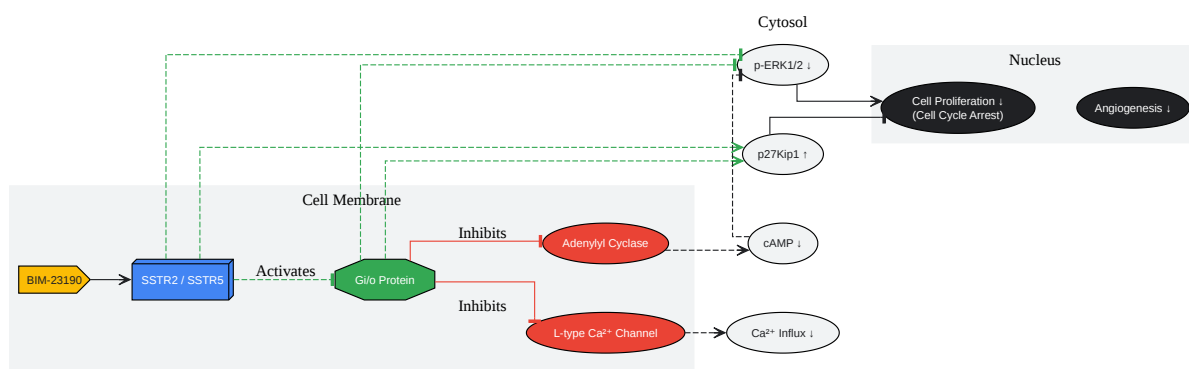 Cytosol
p-ERK1/2 ↓
Nucleus
Cell Proliferation ↓
(Cell Cycle Arrest)
Angiogenesis ↓
p27Kip1 ↑
Cell Membrane
Inhibits
Adenylyl Cyclase
cAMP ↓
BIM-23190
SSTR2 / SSTR5
Activates
Gi/o Protein
Inhibits
L-type Ca²⁺ Channel
Ca²⁺ Influx ↓